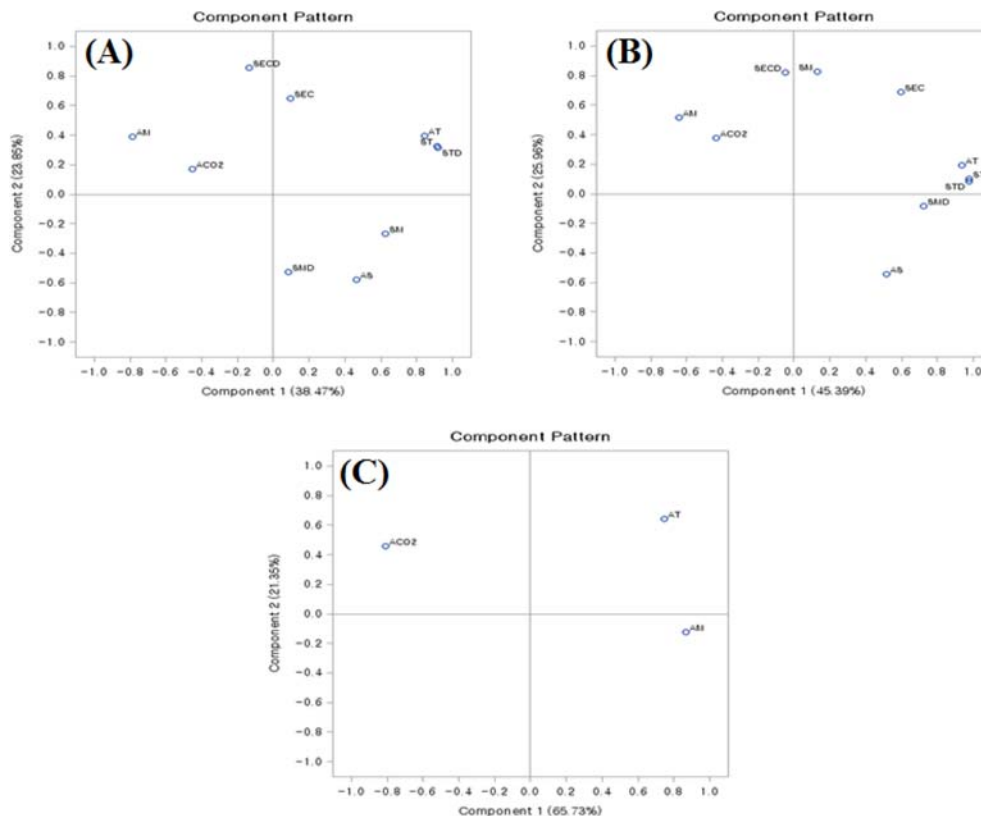 Component Pattern
(A)
1.0
0.8
0.6
0.4
0.2
0.0
−0.2
−0.4
−0.6
−0.8
−1.0
Component 2 (23.85%)
SECD
SEC
AM
ACO2
AT
ST
STD
SM
SMD
AS
−1.0 −0.8 −0.6 −0.4 −0.2 0.0 0.2 0.4 0.6 0.8 1.0
Component 1 (38.47%)
Component Pattern
(B)
1.0
0.8
0.6
0.4
0.2
0.0
−0.2
−0.4
−0.6
−0.8
−1.0
Component 2 (25.96%)
SECD SM
SEC
AM
ACO2
AT
ST
STD
SMD
AS
−1.0 −0.8 −0.6 −0.4 −0.2 0.0 0.2 0.4 0.6 0.8 1.0
Component 1 (45.39%)
Component Pattern
(C)
1.0
0.8
0.6
0.4
0.2
0.0
−0.2
−0.4
−0.6
−0.8
−1.0
Component 2 (21.35%)
AT
ACO2
AM
−1.0 −0.8 −0.6 −0.4 −0.2 0.0 0.2 0.4 0.6 0.8 1.0
Component 1 (65.73%)